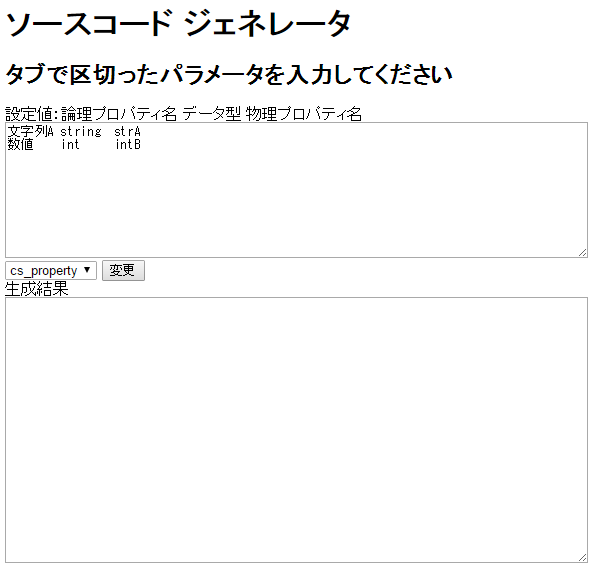 ソースコード ジェネレータ
タブで区切ったパラメータを入力してください
設定値:論理プロパティ名 データ型 物理プロパティ名
文字列A string strA
数値 int intB
cs_property 変更
生成結果